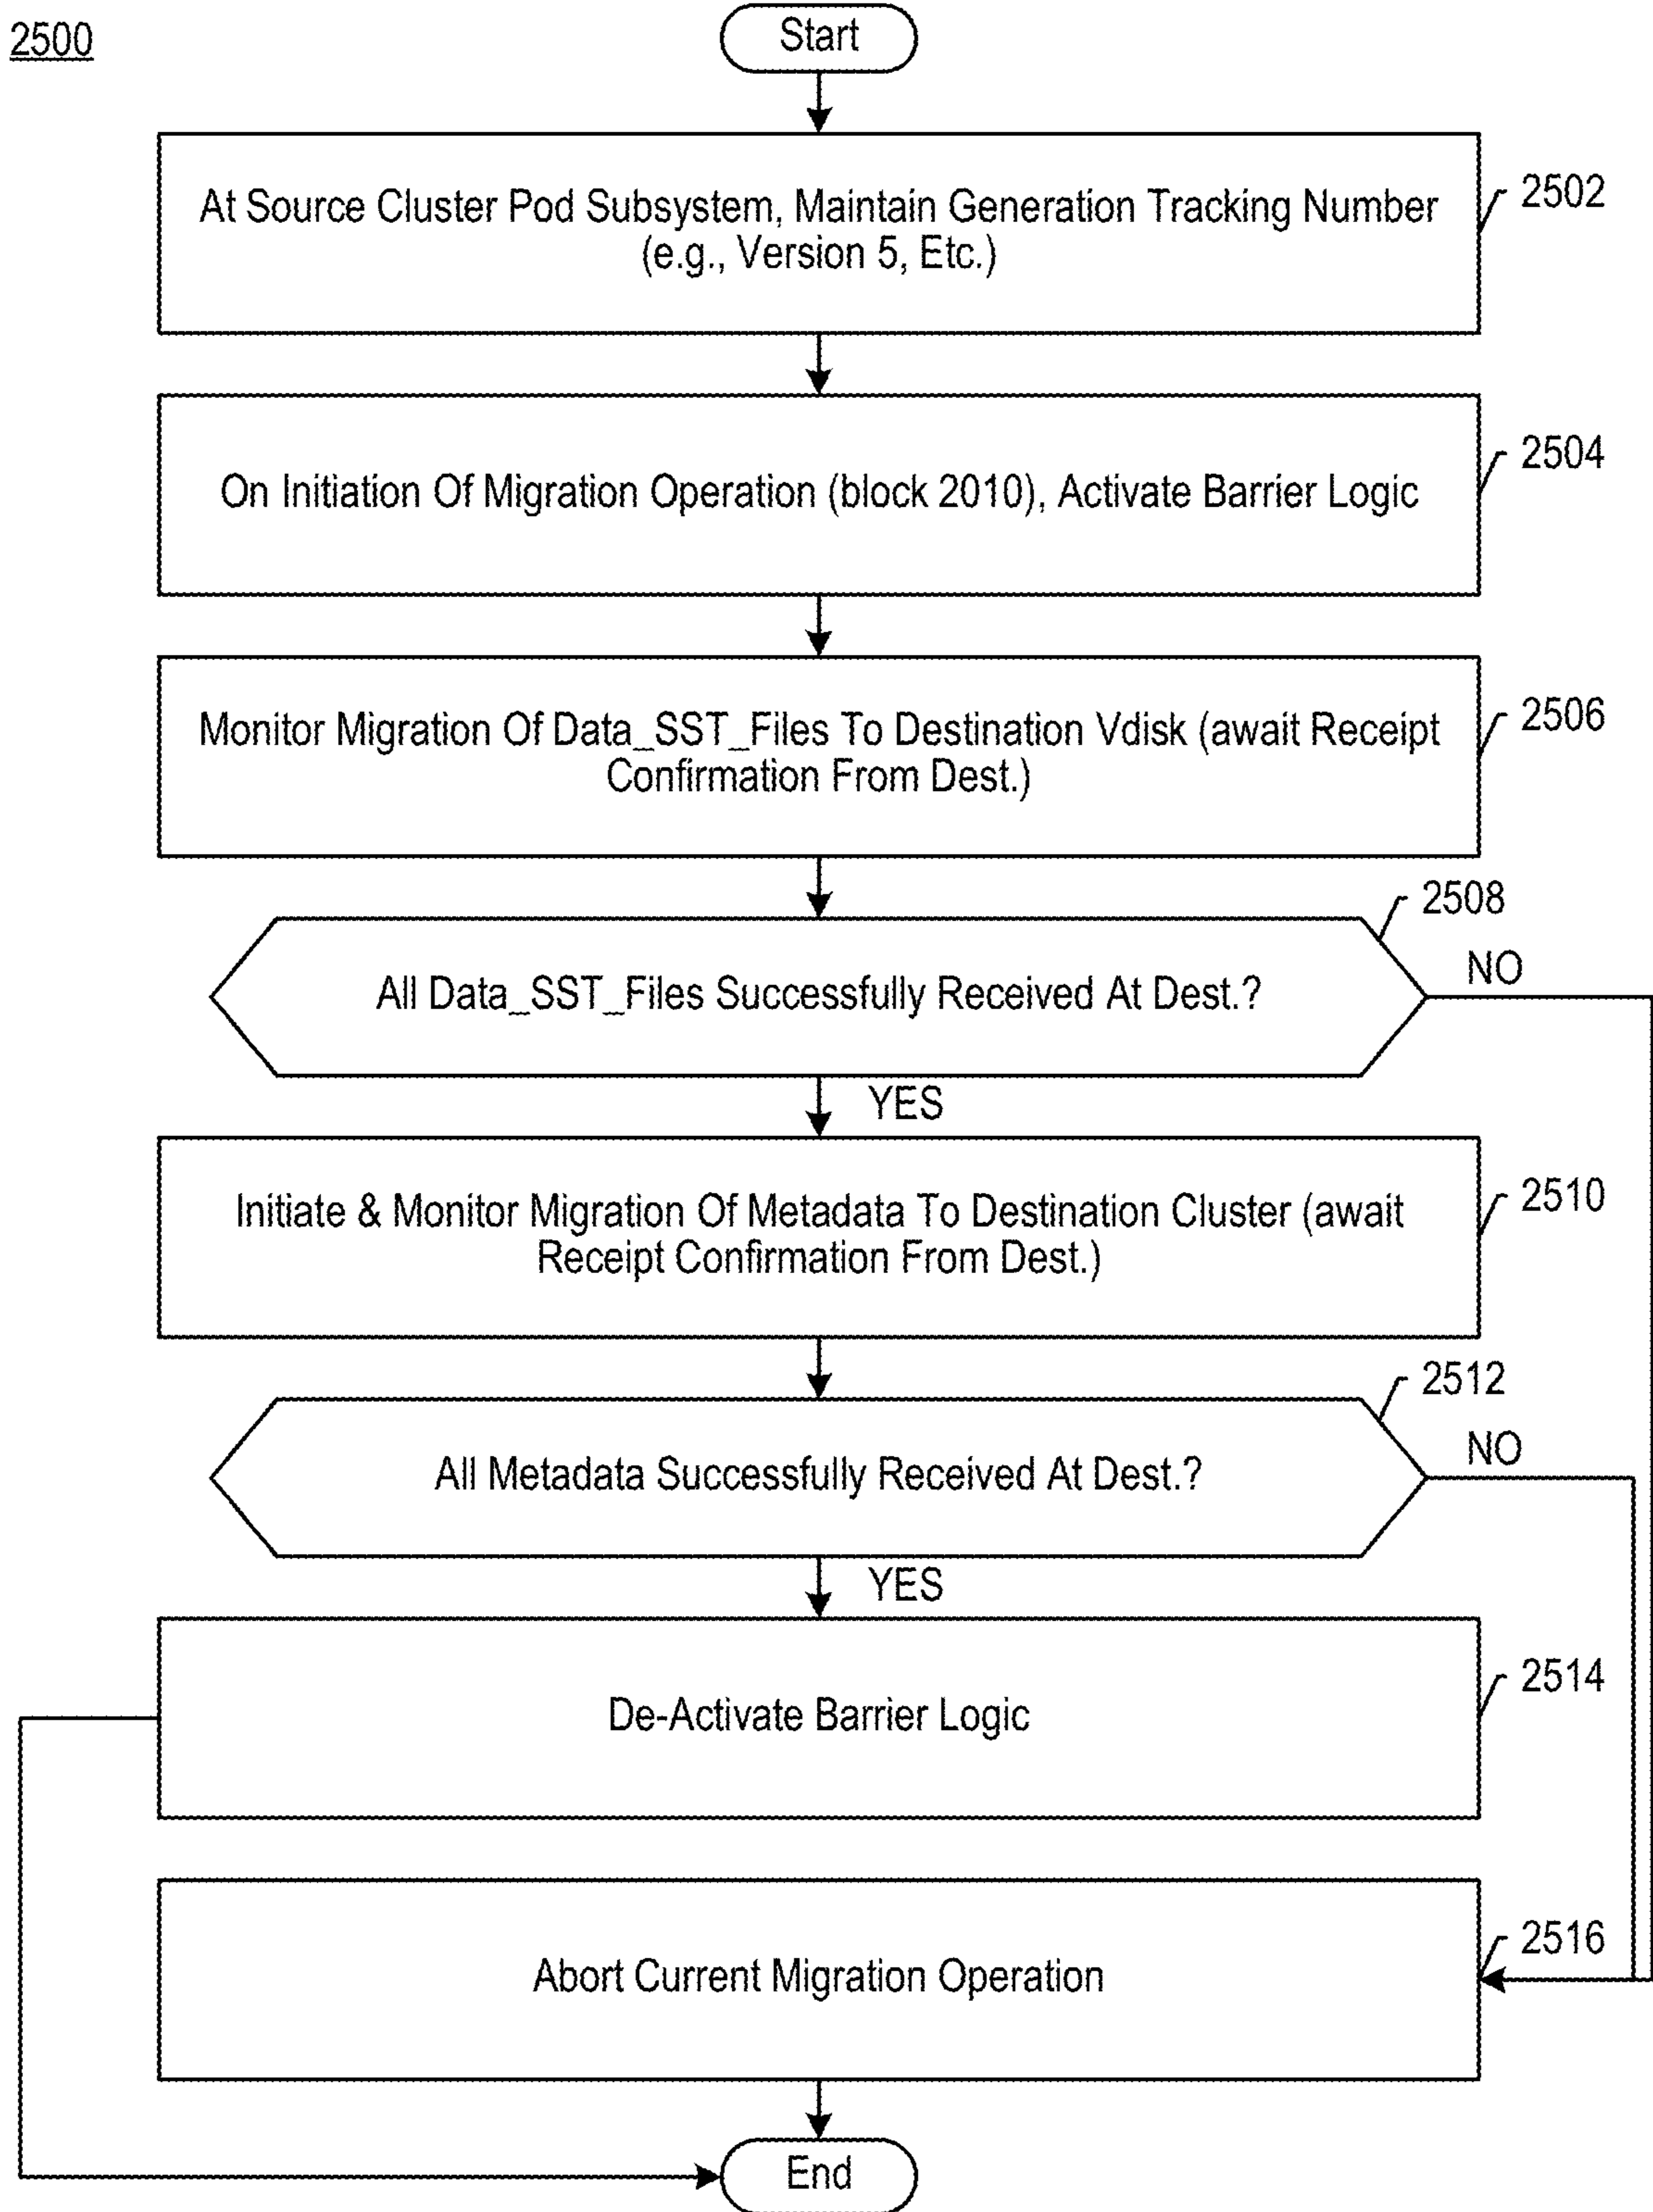 2500
Start
At Source Cluster Pod Subsystem, Maintain Generation Tracking Number
(e.g., Version 5, Etc.)
2502
On Initiation Of Migration Operation (block 2010), Activate Barrier Logic
2504
Monitor Migration Of Data_SST_Files To Destination Vdisk (await Receipt
Confirmation From Dest.)
2506
2508
All Data_SST_Files Successfully Received At Dest.?
NO
YES
Initiate & Monitor Migration Of Metadata To Destination Cluster (await
Receipt Confirmation From Dest.)
2510
2512
All Metadata Successfully Received At Dest.?
NO
YES
De-Activate Barrier Logic
2514
Abort Current Migration Operation
2516
End